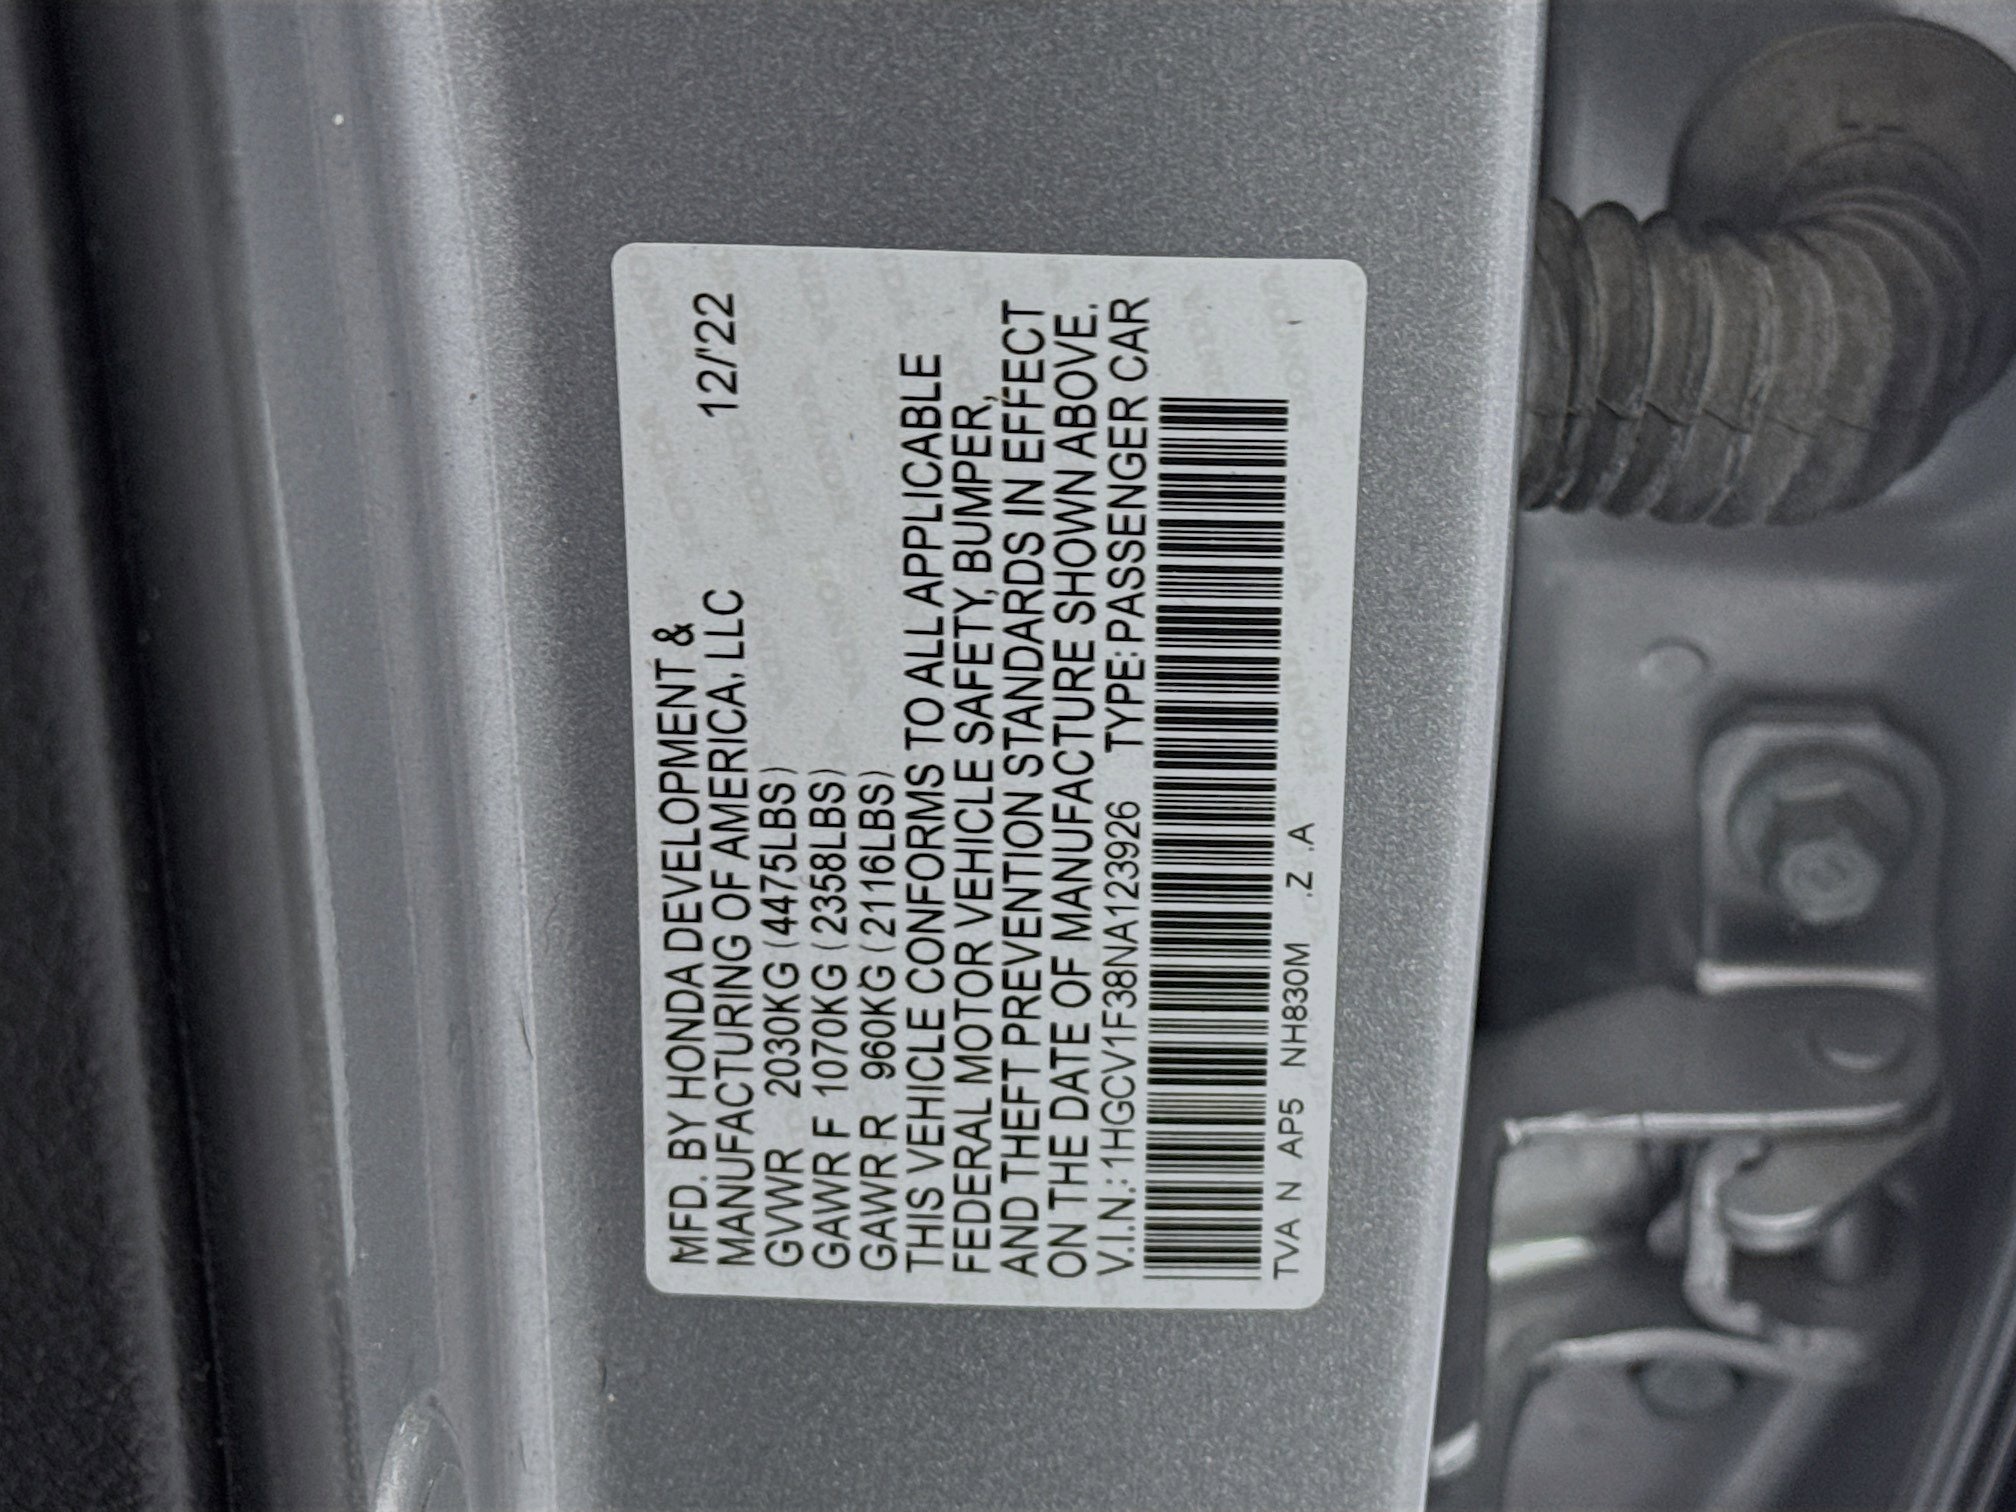 MFD. BY HONDA DEVELOPMENT &
MANUFACTURING OF AMERICA, LLC 12/'22
GVWR 2030KG (4475LBS)
GAWR F 1070KG (2358LBS)
GAWR R 960KG (2116LBS)
THIS VEHICLE CONFORMS TO ALL APPLICABLE
FEDERAL MOTOR VEHICLE SAFETY, BUMPER,
AND THEFT PREVENTION STANDARDS IN EFFECT
ON THE DATE OF MANUFACTURE SHOWN ABOVE.
V.I.N.: 1HGCV1F38NA123926 TYPE: PASSENGER CAR
TVA N AP5 NH830M .Z .A